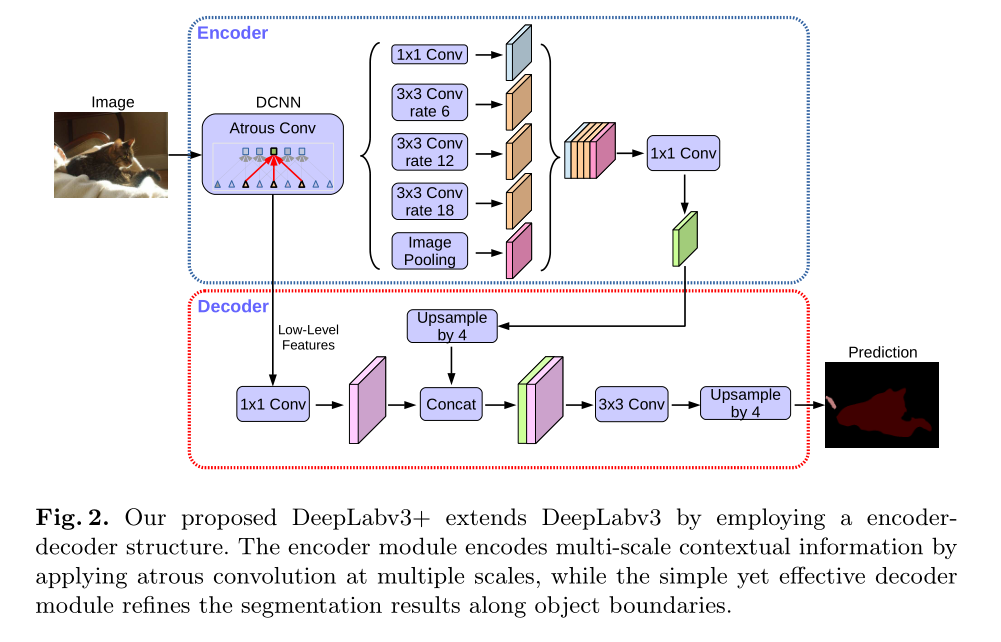 Encoder
Image
DCNN
Atrous Conv
1x1 Conv
3x3 Conv
rate 6
3x3 Conv
rate 12
3x3 Conv
rate 18
Image
Pooling
1x1 Conv
Decoder
Low-Level
Features
Upsample
by 4
1x1 Conv
Concat
3x3 Conv
Upsample
by 4
Prediction
Fig. 2. Our proposed DeepLabv3+ extends DeepLabv3 by employing a encoder-
decoder structure. The encoder module encodes multi-scale contextual information by
applying atrous convolution at multiple scales, while the simple yet effective decoder
module refines the segmentation results along object boundaries.